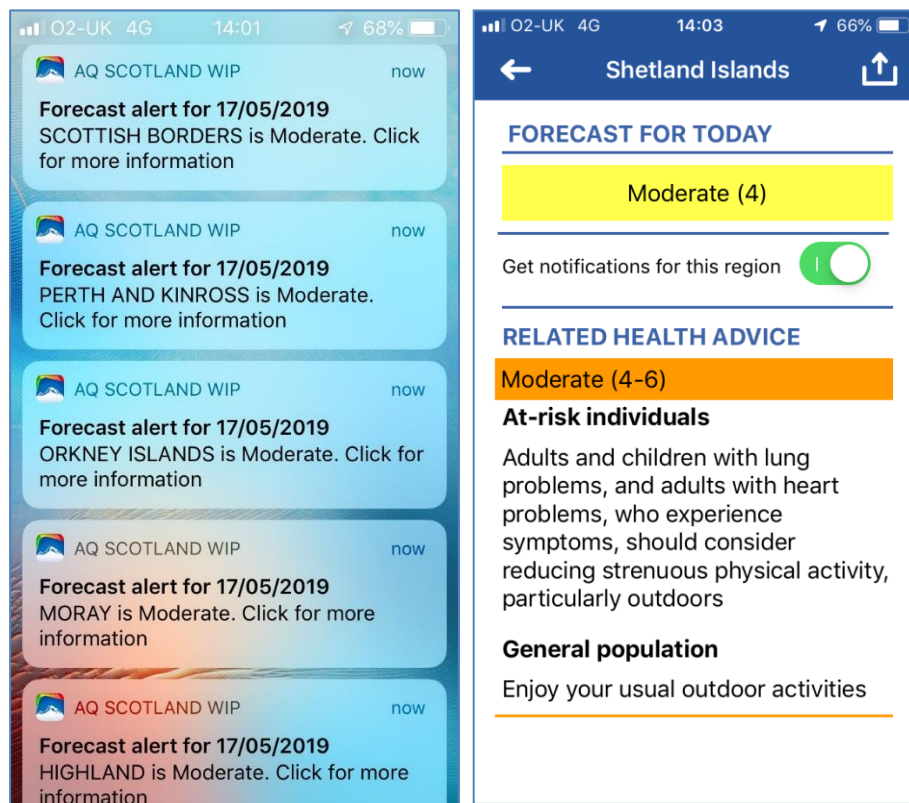 O2-UK 4G 14:01 68%
AQ SCOTLAND WIP now
Forecast alert for 17/05/2019
SCOTTISH BORDERS is Moderate. Click
for more information
AQ SCOTLAND WIP now
Forecast alert for 17/05/2019
PERTH AND KINROSS is Moderate.
Click for more information
AQ SCOTLAND WIP now
Forecast alert for 17/05/2019
ORKNEY ISLANDS is Moderate. Click for
more information
AQ SCOTLAND WIP now
Forecast alert for 17/05/2019
MORAY is Moderate. Click for more
information
AQ SCOTLAND WIP now
Forecast alert for 17/05/2019
HIGHLAND is Moderate. Click for more
information
O2-UK 4G 14:03 66%
Shetland Islands
FORECAST FOR TODAY
Moderate (4)
Get notifications for this region
RELATED HEALTH ADVICE
Moderate (4-6)
At-risk individuals
Adults and children with lung
problems, and adults with heart
problems, who experience
symptoms, should consider
reducing strenuous physical activity,
particularly outdoors
General population
Enjoy your usual outdoor activities